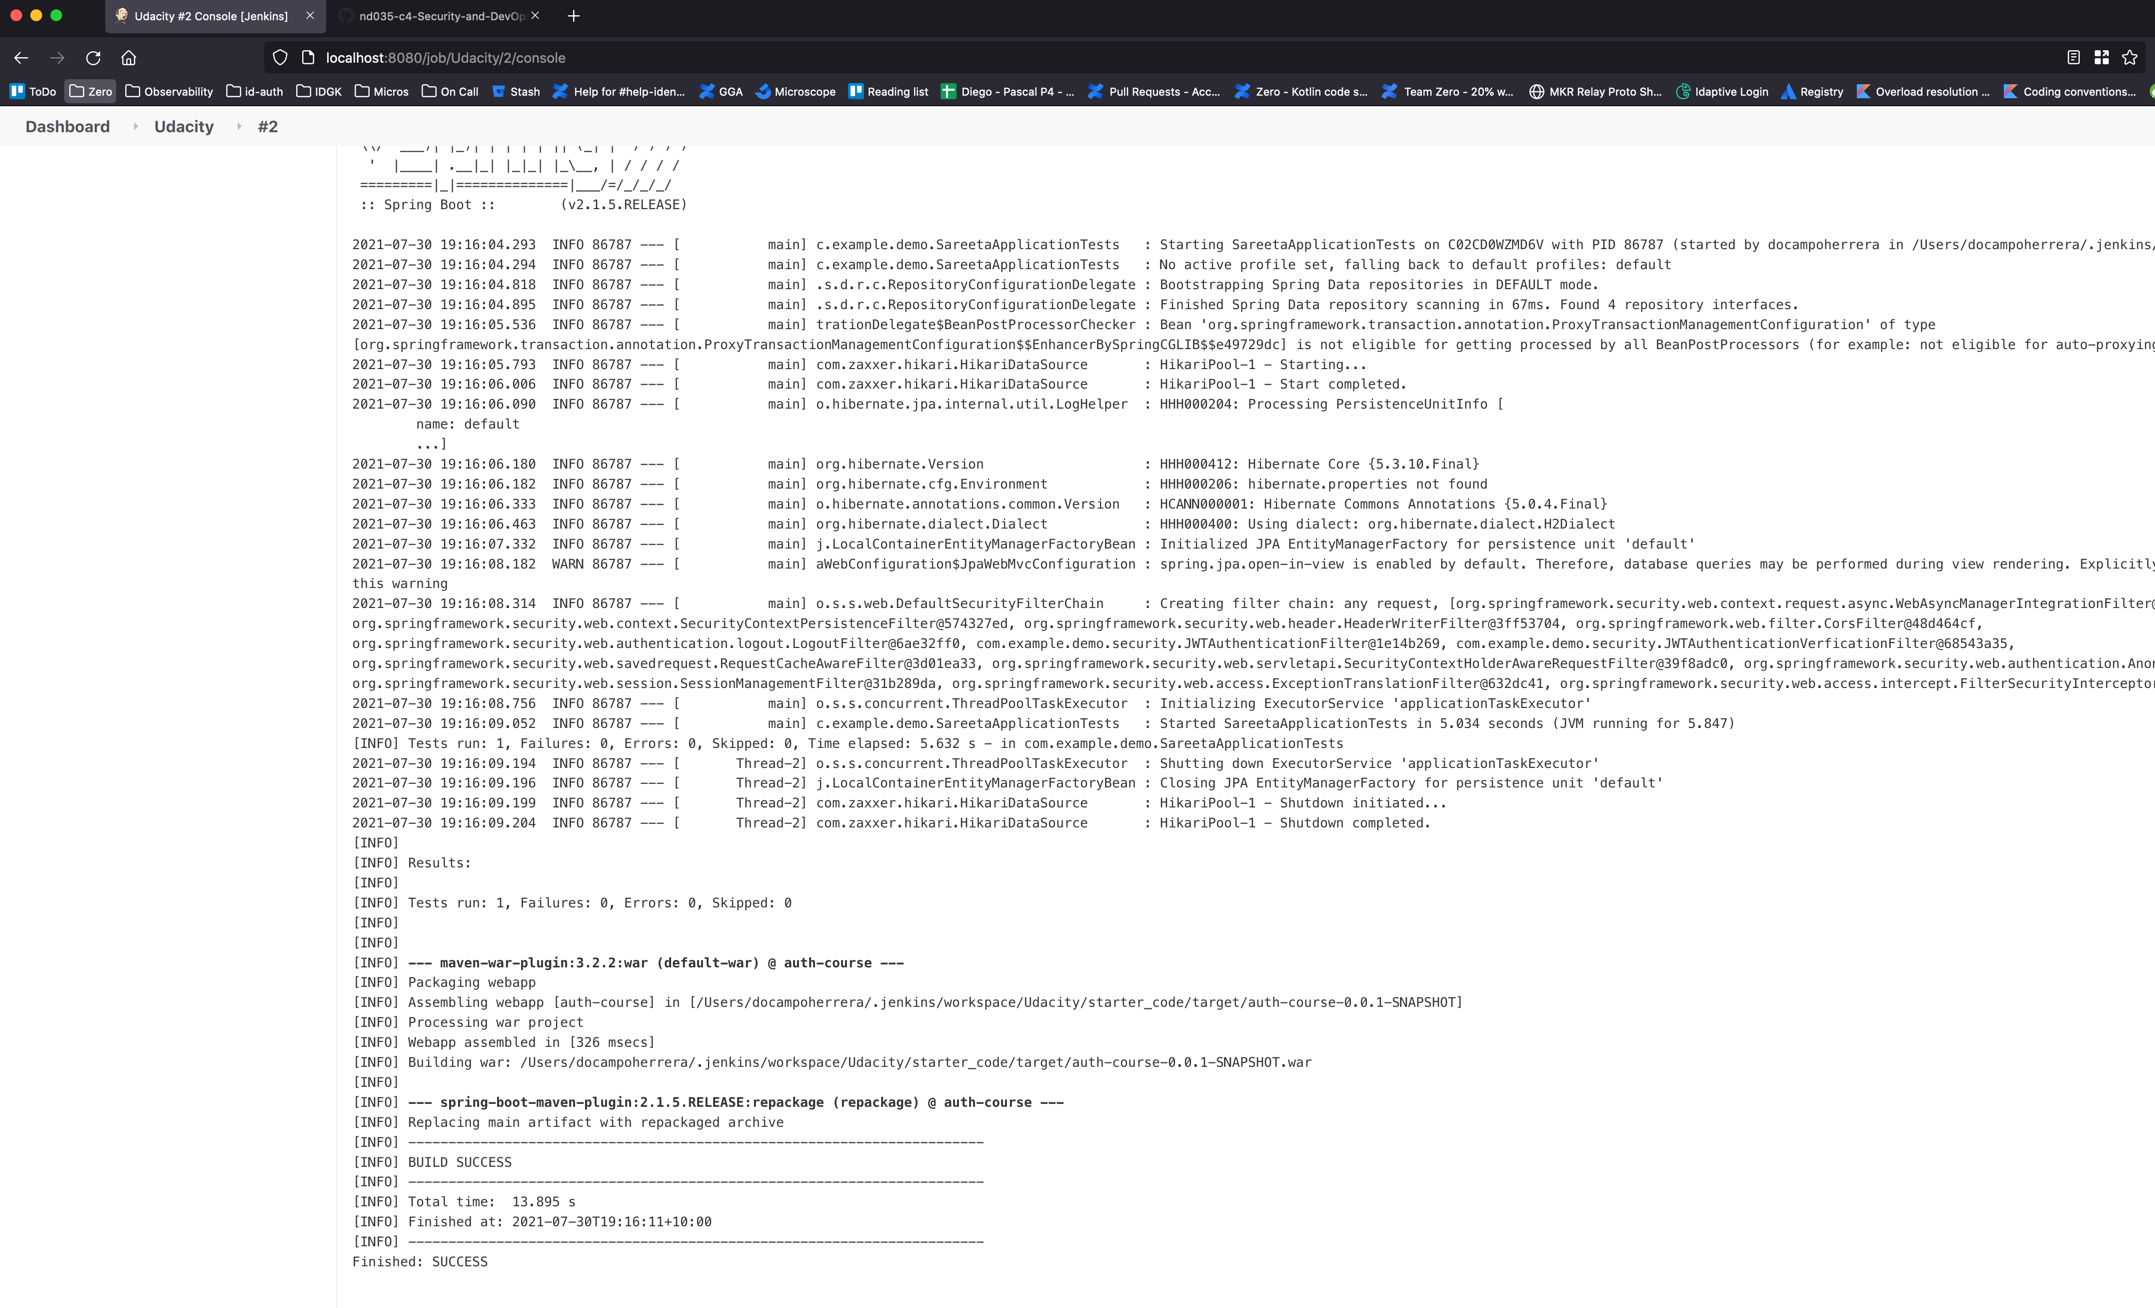 Udacity #2 Console [Jenkins]
nd035-c4-Security-and-DevOp
localhost:8080/job/Udacity/2/console
ToDo Zero Observability id-auth IDGK Micros On Call Stash Help for #help-iden... GGA Microscope Reading list Diego - Pascal P4 - ... Pull Requests - Acc... Zero - Kotlin code s... Team Zero - 20% w... MKR Relay Proto Sh... Idaptive Login Registry Overload resolution ... Coding conventions...
Dashboard Udacity #2
' |____| .__|_| |_|_| |_\__, | / / / /
=========|_|==============|___/=/_/_/_/
:: Spring Boot :: (v2.1.5.RELEASE)
2021-07-30 19:16:04.293 INFO 86787 --- [ main] c.example.demo.SareetaApplicationTests : Starting SareetaApplicationTests on C02CD0WZMD6V with PID 86787 (started by docampoherrera in /Users/docampoherrera/.jenkins/
2021-07-30 19:16:04.294 INFO 86787 --- [ main] c.example.demo.SareetaApplicationTests : No active profile set, falling back to default profiles: default
2021-07-30 19:16:04.818 INFO 86787 --- [ main] .s.d.r.c.RepositoryConfigurationDelegate : Bootstrapping Spring Data repositories in DEFAULT mode.
2021-07-30 19:16:04.895 INFO 86787 --- [ main] .s.d.r.c.RepositoryConfigurationDelegate : Finished Spring Data repository scanning in 67ms. Found 4 repository interfaces.
2021-07-30 19:16:05.536 INFO 86787 --- [ main] trationDelegate$BeanPostProcessorChecker : Bean 'org.springframework.transaction.annotation.ProxyTransactionManagementConfiguration' of type
[org.springframework.transaction.annotation.ProxyTransactionManagementConfiguration$$EnhancerBySpringCGLIB$$e49729dc] is not eligible for getting processed by all BeanPostProcessors (for example: not eligible for auto-proxying
2021-07-30 19:16:05.793 INFO 86787 --- [ main] com.zaxxer.hikari.HikariDataSource : HikariPool-1 - Starting...
2021-07-30 19:16:06.006 INFO 86787 --- [ main] com.zaxxer.hikari.HikariDataSource : HikariPool-1 - Start completed.
2021-07-30 19:16:06.090 INFO 86787 --- [ main] o.hibernate.jpa.internal.util.LogHelper : HHH000204: Processing PersistenceUnitInfo [
name: default
...]
2021-07-30 19:16:06.180 INFO 86787 --- [ main] org.hibernate.Version : HHH000412: Hibernate Core {5.3.10.Final}
2021-07-30 19:16:06.182 INFO 86787 --- [ main] org.hibernate.cfg.Environment : HHH000206: hibernate.properties not found
2021-07-30 19:16:06.333 INFO 86787 --- [ main] o.hibernate.annotations.common.Version : HCANN000001: Hibernate Commons Annotations {5.0.4.Final}
2021-07-30 19:16:06.463 INFO 86787 --- [ main] org.hibernate.dialect.Dialect : HHH000400: Using dialect: org.hibernate.dialect.H2Dialect
2021-07-30 19:16:07.332 INFO 86787 --- [ main] j.LocalContainerEntityManagerFactoryBean : Initialized JPA EntityManagerFactory for persistence unit 'default'
2021-07-30 19:16:08.182 WARN 86787 --- [ main] aWebConfiguration$JpaWebMvcConfiguration : spring.jpa.open-in-view is enabled by default. Therefore, database queries may be performed during view rendering. Explicitly
this warning
2021-07-30 19:16:08.314 INFO 86787 --- [ main] o.s.s.web.DefaultSecurityFilterChain : Creating filter chain: any request, [org.springframework.security.web.context.request.async.WebAsyncManagerIntegrationFilter@
org.springframework.security.web.context.SecurityContextPersistenceFilter@574327ed, org.springframework.security.web.header.HeaderWriterFilter@3ff53704, org.springframework.web.filter.CorsFilter@48d464cf,
org.springframework.security.web.authentication.logout.LogoutFilter@6ae32ff0, com.example.demo.security.JWTAuthenticationFilter@1e14b269, com.example.demo.security.JWTAuthenticationVerficationFilter@68543a35,
org.springframework.security.web.savedrequest.RequestCacheAwareFilter@3d01ea33, org.springframework.security.web.servletapi.SecurityContextHolderAwareRequestFilter@39f8adc0, org.springframework.security.web.authentication.Anon
org.springframework.security.web.session.SessionManagementFilter@31b289da, org.springframework.security.web.access.ExceptionTranslationFilter@632dc41, org.springframework.security.web.access.intercept.FilterSecurityInterceptor
2021-07-30 19:16:08.756 INFO 86787 --- [ main] o.s.s.concurrent.ThreadPoolTaskExecutor : Initializing ExecutorService 'applicationTaskExecutor'
2021-07-30 19:16:09.052 INFO 86787 --- [ main] c.example.demo.SareetaApplicationTests : Started SareetaApplicationTests in 5.034 seconds (JVM running for 5.847)
[INFO] Tests run: 1, Failures: 0, Errors: 0, Skipped: 0, Time elapsed: 5.632 s - in com.example.demo.SareetaApplicationTests
2021-07-30 19:16:09.194 INFO 86787 --- [ Thread-2] o.s.s.concurrent.ThreadPoolTaskExecutor : Shutting down ExecutorService 'applicationTaskExecutor'
2021-07-30 19:16:09.196 INFO 86787 --- [ Thread-2] j.LocalContainerEntityManagerFactoryBean : Closing JPA EntityManagerFactory for persistence unit 'default'
2021-07-30 19:16:09.199 INFO 86787 --- [ Thread-2] com.zaxxer.hikari.HikariDataSource : HikariPool-1 - Shutdown initiated...
2021-07-30 19:16:09.204 INFO 86787 --- [ Thread-2] com.zaxxer.hikari.HikariDataSource : HikariPool-1 - Shutdown completed.
[INFO]
[INFO] Results:
[INFO]
[INFO] Tests run: 1, Failures: 0, Errors: 0, Skipped: 0
[INFO]
[INFO]
[INFO] --- maven-war-plugin:3.2.2:war (default-war) @ auth-course ---
[INFO] Packaging webapp
[INFO] Assembling webapp [auth-course] in [/Users/docampoherrera/.jenkins/workspace/Udacity/starter_code/target/auth-course-0.0.1-SNAPSHOT]
[INFO] Processing war project
[INFO] Webapp assembled in [326 msecs]
[INFO] Building war: /Users/docampoherrera/.jenkins/workspace/Udacity/starter_code/target/auth-course-0.0.1-SNAPSHOT.war
[INFO]
[INFO] --- spring-boot-maven-plugin:2.1.5.RELEASE:repackage (repackage) @ auth-course ---
[INFO] Replacing main artifact with repackaged archive
[INFO] ------------------------------------------------------------------------
[INFO] BUILD SUCCESS
[INFO] ------------------------------------------------------------------------
[INFO] Total time: 13.895 s
[INFO] Finished at: 2021-07-30T19:16:11+10:00
[INFO] ------------------------------------------------------------------------
Finished: SUCCESS